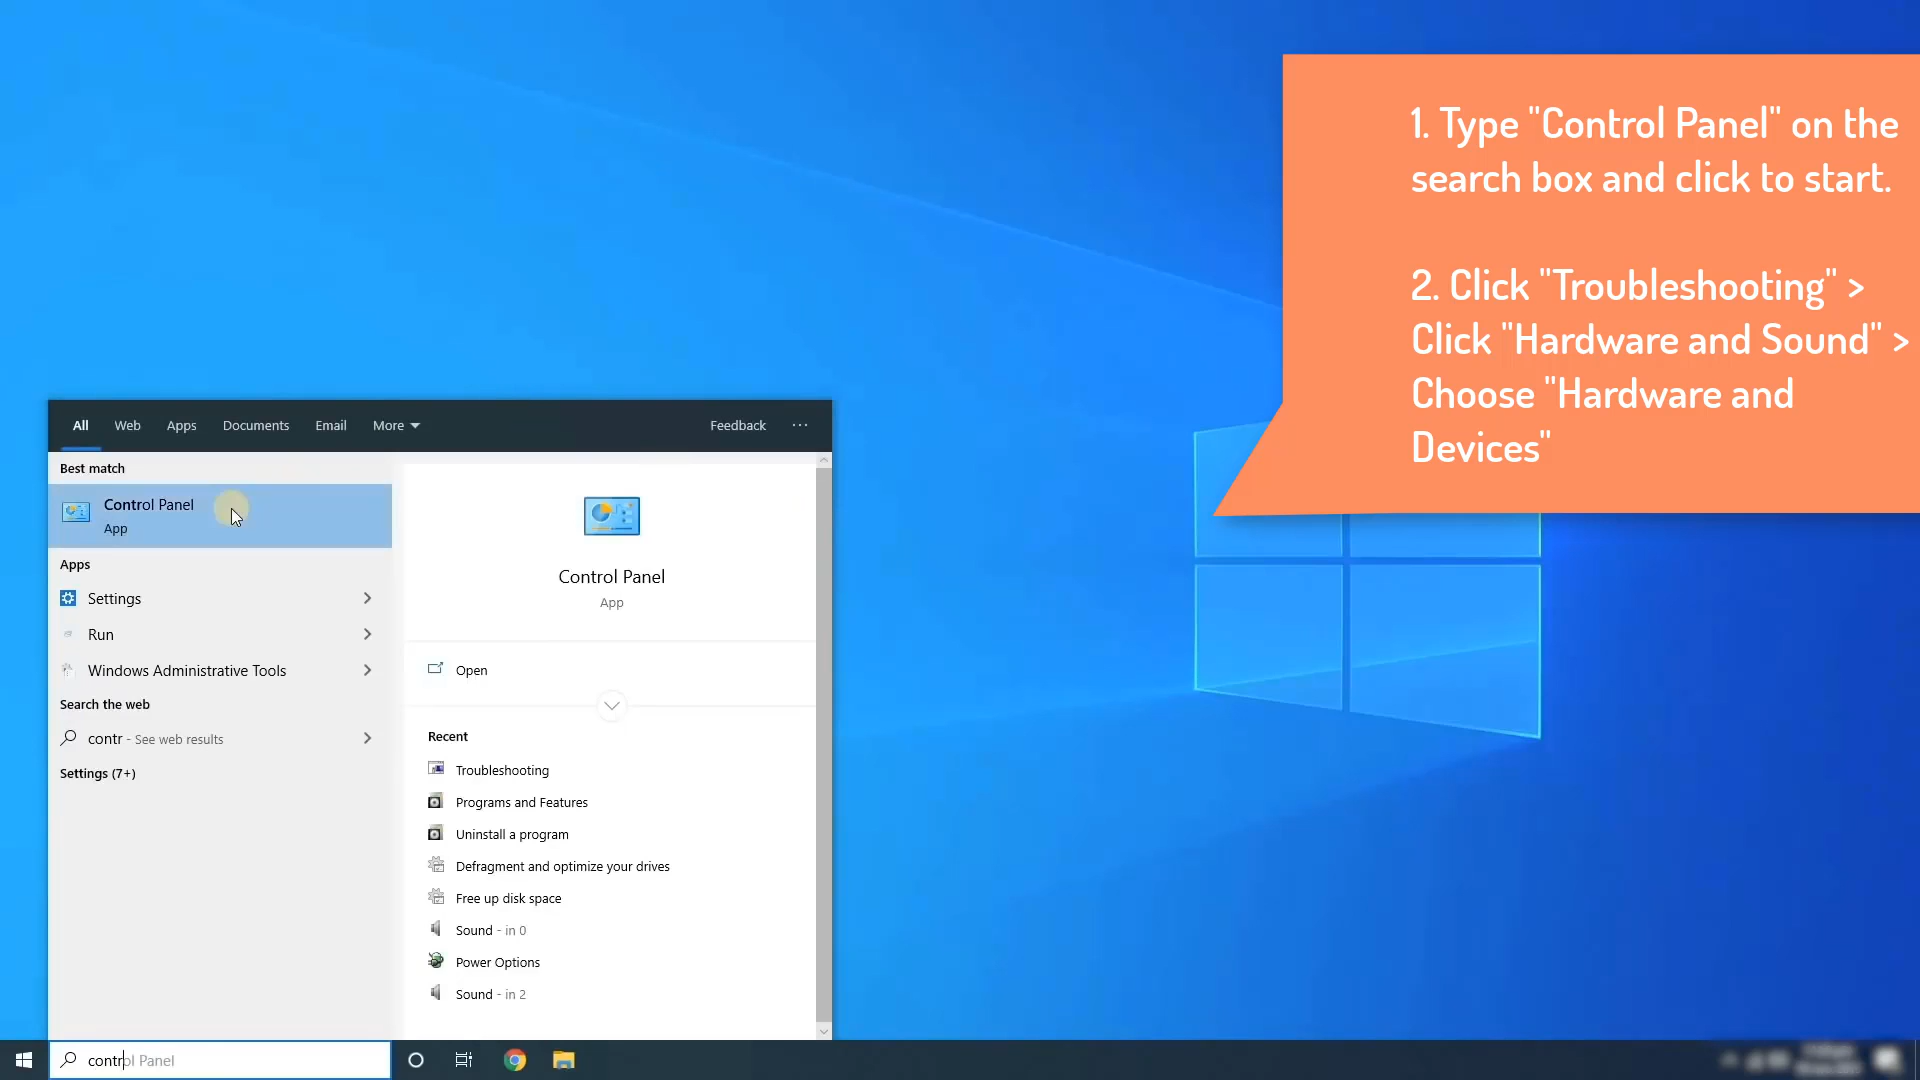 1. Type "Control Panel" on the
search box and click to start.
2. Click "Troubleshooting" >
Click "Hardware and Sound" >
Choose "Hardware and
Devices"
All Web Apps Documents Email More Feedback ...
Best match
Control Panel
App
Apps
Settings
Run
Windows Administrative Tools
Search the web
contr - See web results
Settings (7+)
Control Panel
App
Open
Recent
Troubleshooting
Programs and Features
Uninstall a program
Defragment and optimize your drives
Free up disk space
Sound - in 0
Power Options
Sound - in 2
control Panel